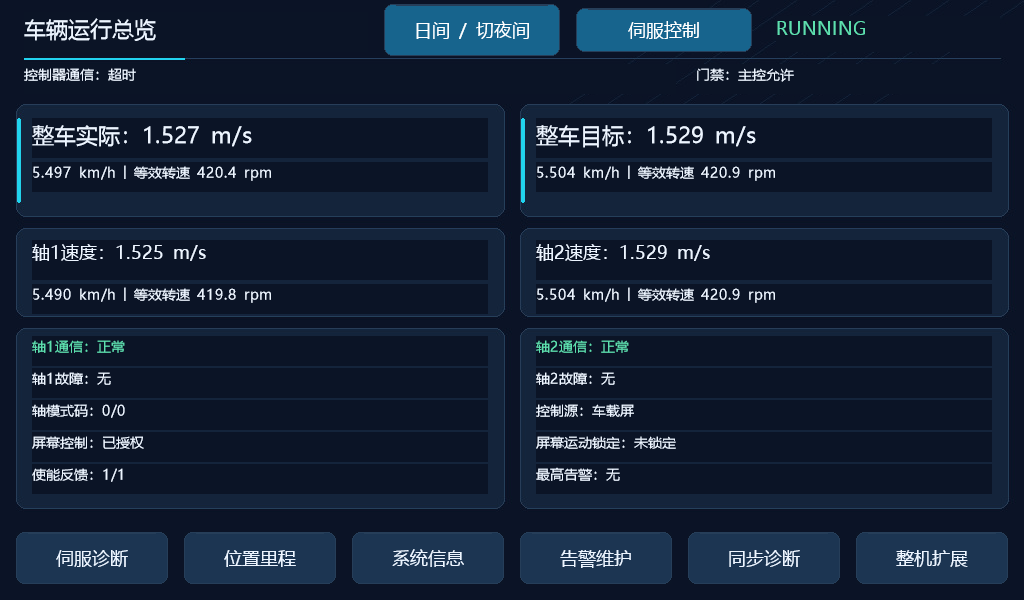 车辆运行总览
日间 / 切夜间
伺服控制
RUNNING
控制器通信：超时
门禁：主控允许
整车实际：1.527 m/s
5.497 km/h | 等效转速 420.4 rpm
整车目标：1.529 m/s
5.504 km/h | 等效转速 420.9 rpm
轴1速度：1.525 m/s
5.490 km/h | 等效转速 419.8 rpm
轴2速度：1.529 m/s
5.504 km/h | 等效转速 420.9 rpm
轴1通信：正常
轴1故障：无
轴模式码：0/0
屏幕控制：已授权
使能反馈：1/1
轴2通信：正常
轴2故障：无
控制源：车载屏
屏幕运动锁定：未锁定
最高告警：无
伺服诊断
位置里程
系统信息
告警维护
同步诊断
整机扩展